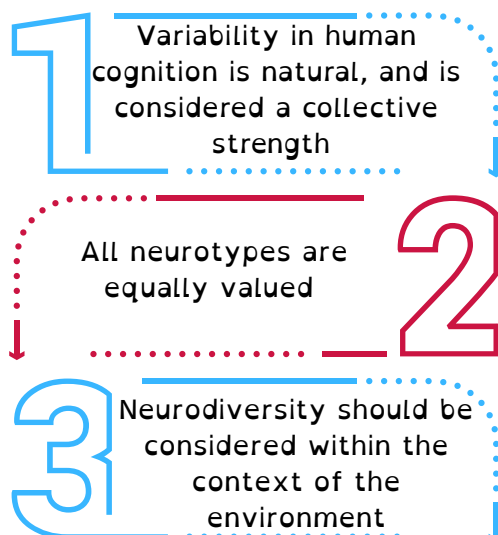 1
Variability in human
cognition is natural, and is
considered a collective
strength
2
All neurotypes are
equally valued
3
Neurodiversity should be
considered within the
context of the
environment